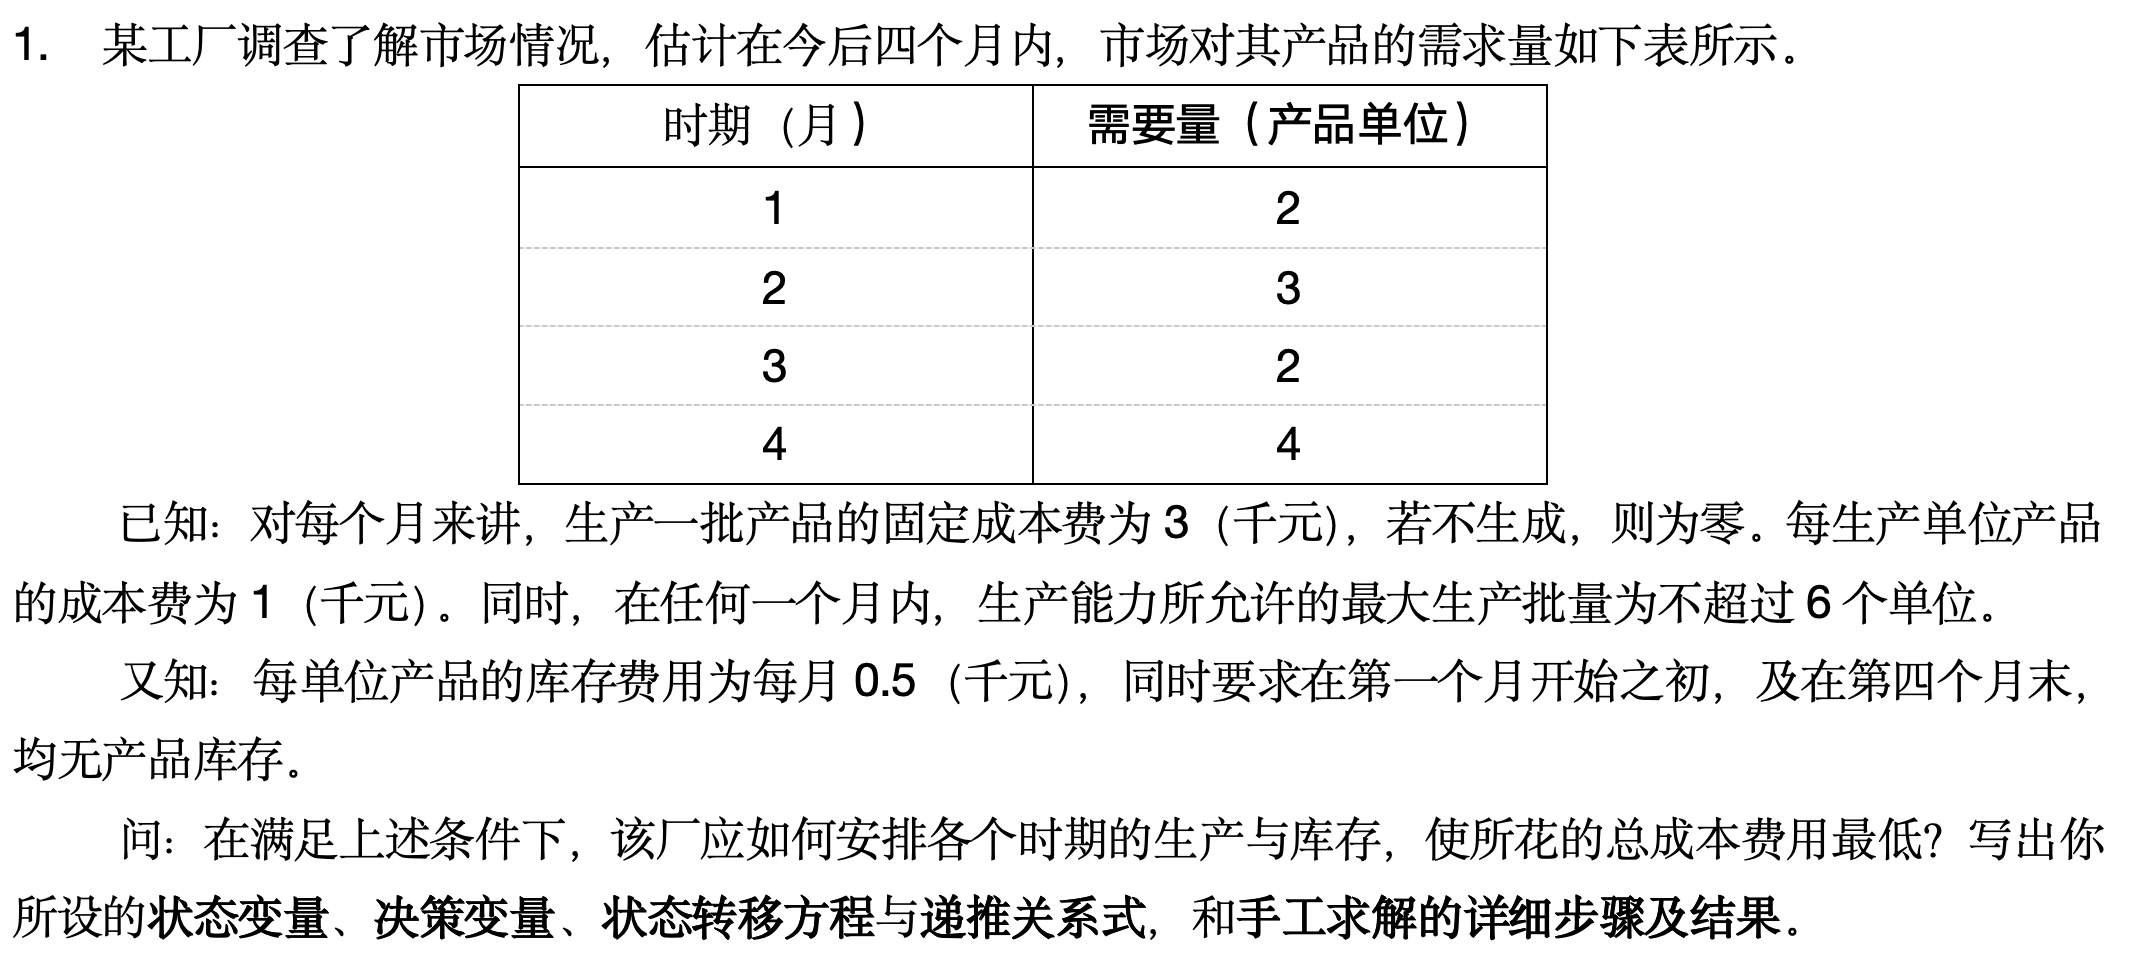 1. 某工厂调查了解市场情况，估计在今后四个月内，市场对其产品的需求量如下表所示。
时期（月） 需要量（产品单位）
1 2
2 3
3 2
4 4
已知：对每个月来讲，生产一批产品的固定成本费为 3（千元），若不生成，则为零。每生产单位产品
的成本费为 1（千元）。同时，在任何一个月内，生产能力所允许的最大生产批量为不超过 6 个单位。
又知：每单位产品的库存费用为每月 0.5（千元），同时要求在第一个月开始之初，及在第四个月末，
均无产品库存。
问：在满足上述条件下，该厂应如何安排各个时期的生产与库存，使所花的总成本费用最低？写出你
所设的状态变量、决策变量、状态转移方程与递推关系式，和手工求解的详细步骤及结果。